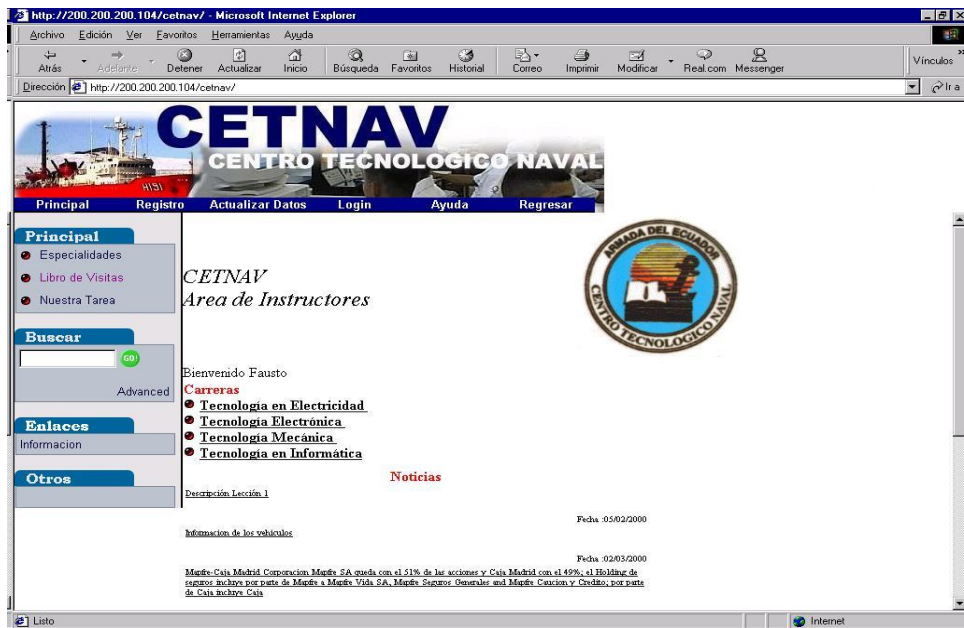 http://200.200.200.104/cetnav/ - Microsoft Internet Explorer
Archivo Edición Ver Favoritos Herramientas Ayuda
Atrás Adelante Detener Actualizar Inicio Búsqueda Favoritos Historial Correo Imprimir Modificar Real.com Messenger Vínculos »
Dirección http://200.200.200.104/cetnav/ Ir a
CETNAV
CENTRO TECNOLOGICO NAVAL
HI91
Principal Registro Actualizar Datos Login Ayuda Regresar
Principal
Especialidades
Libro de Visitas
Nuestra Tarea
Buscar
GO!
Advanced
Enlaces
Informacion
Otros
CETNAV
Area de Instructores
ARMADA DEL ECUADOR
CENTRO TECNOLOGICO NAVAL
Bienvenido Fausto
Carreras
Tecnología en Electricidad
Tecnología Electrónica
Tecnología Mecánica
Tecnología en Informática
Noticias
Descripción Lección 1
Fecha :05/02/2000
Informacion de los vehículos
Fecha :02/03/2000
Mapfre-Caja Madrid Corporacion Mapfre SA queda con el 51% de las acciones y Caja Madrid con el 49%; el Holding de
seguros incluye por parte de Mapfre a Mapfre Vida SA, Mapfre Seguros Generales and Mapfre Caucion y Credito; por parte
de Caja incluye Caja
Listo Internet